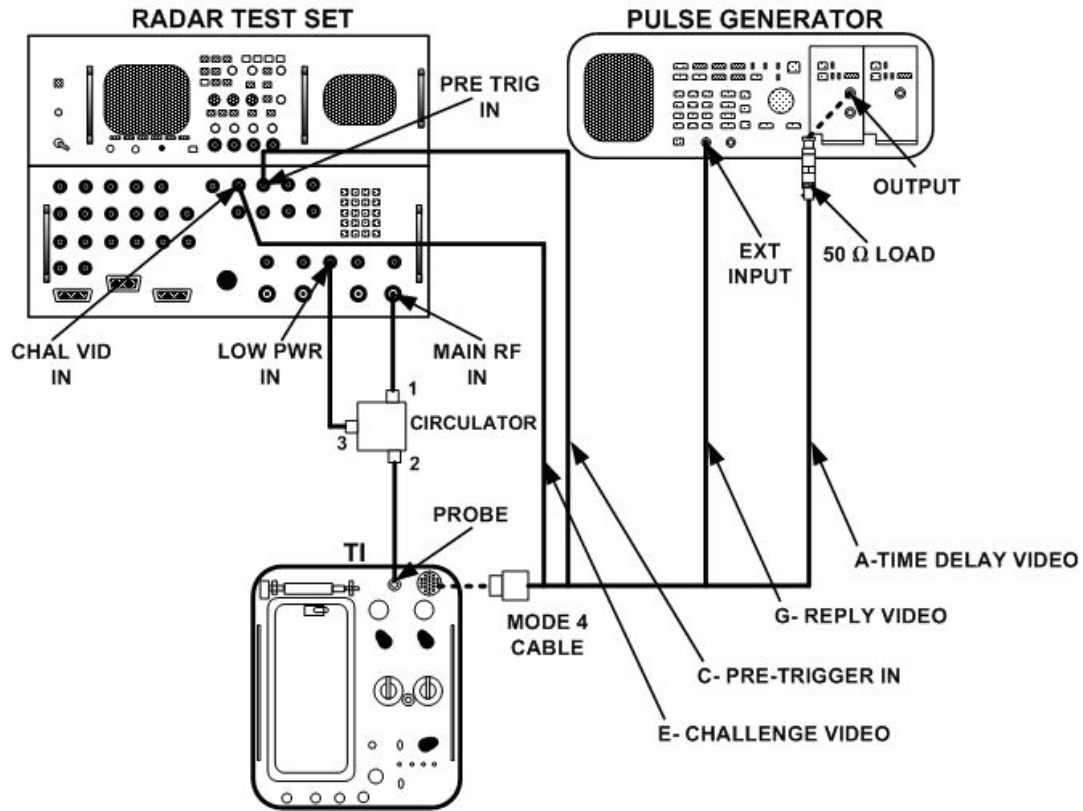 RADAR TEST SET
PULSE GENERATOR
PRE TRIG
IN
OUTPUT
EXT
INPUT
50 Ω LOAD
CHAL VID
IN
LOW PWR
IN
MAIN RF
IN
1
CIRCULATOR
3
2
PROBE
TI
A-TIME DELAY VIDEO
MODE 4
CABLE
G- REPLY VIDEO
C- PRE-TRIGGER IN
E- CHALLENGE VIDEO